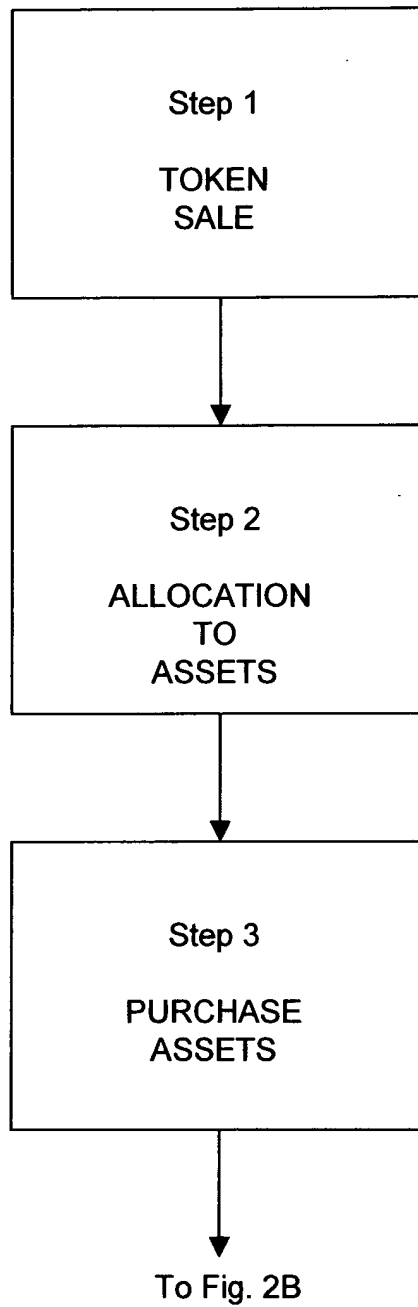 Step 1
TOKEN
SALE
Step 2
ALLOCATION
TO
ASSETS
Step 3
PURCHASE
ASSETS
To Fig. 2B